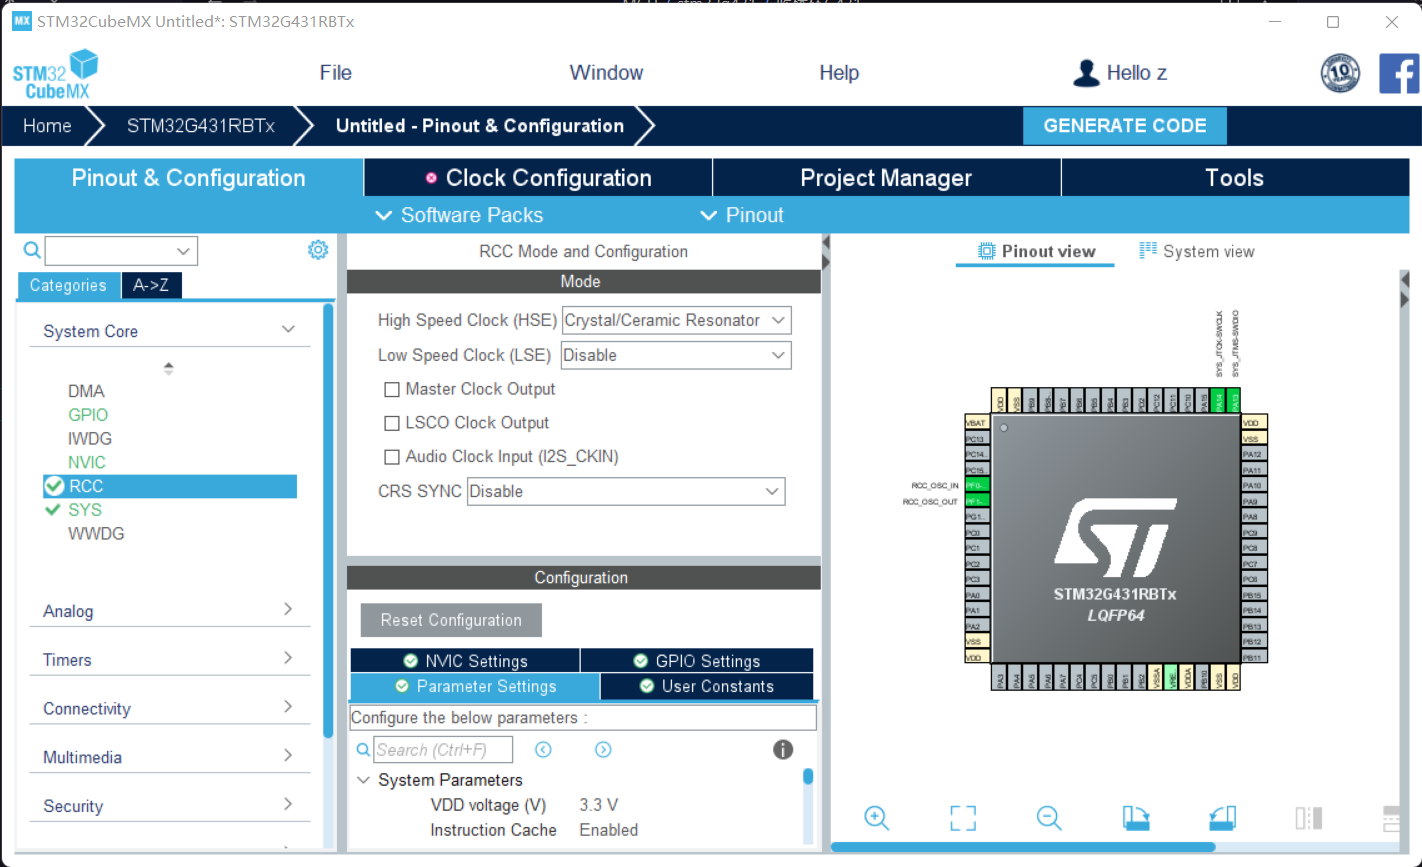 STM32CubeMX Untitled*: STM32G431RBTx
STM32 CubeMX
File
Window
Help
Hello z
10
Home
STM32G431RBTx
Untitled - Pinout & Configuration
GENERATE CODE
Pinout & Configuration
Clock Configuration
Project Manager
Tools
Software Packs
Pinout
Categories
A->Z
System Core
DMA
GPIO
IWDG
NVIC
RCC
SYS
WWDG
Analog
Timers
Connectivity
Multimedia
Security
RCC Mode and Configuration
Mode
High Speed Clock (HSE) Crystal/Ceramic Resonator
Low Speed Clock (LSE) Disable
Master Clock Output
LSCO Clock Output
Audio Clock Input (I2S_CKIN)
CRS SYNC Disable
Configuration
Reset Configuration
NVIC Settings
GPIO Settings
Parameter Settings
User Constants
Configure the below parameters :
Search (Ctrl+F)
System Parameters
VDD voltage (V) 3.3 V
Instruction Cache Enabled
Pinout view
System view
SYS_JTCK-SWCLK
SYS_JTMS-SWDIO
VDD
VSS
PB9
PB8-
PB7
PB6
PB5
PB4
PB3
PD2
PC12
PC11
PC10
PA15
PA14
PA13
VBAT
PC13
PC14..
PC15..
RCC_OSC_IN PF0-..
RCC_OSC_OUT PF1-..
PG1..
PC0
PC1
PC2
PC3
PA0
PA1
PA2
VSS
VDD
VDD
VSS
PA12
PA11
PA10
PA9
PA8
PC9
PC8
PC7
PC6
PB15
PB14
PB13
PB12
PB11
STM32G431RBTx
LQFP64
PA3
PA4
PA5
PA6
PA7
PC4
PC5
PB0
PB1
PB2
VSSA
VRE..
VDDA
PB10
VSS
VDD